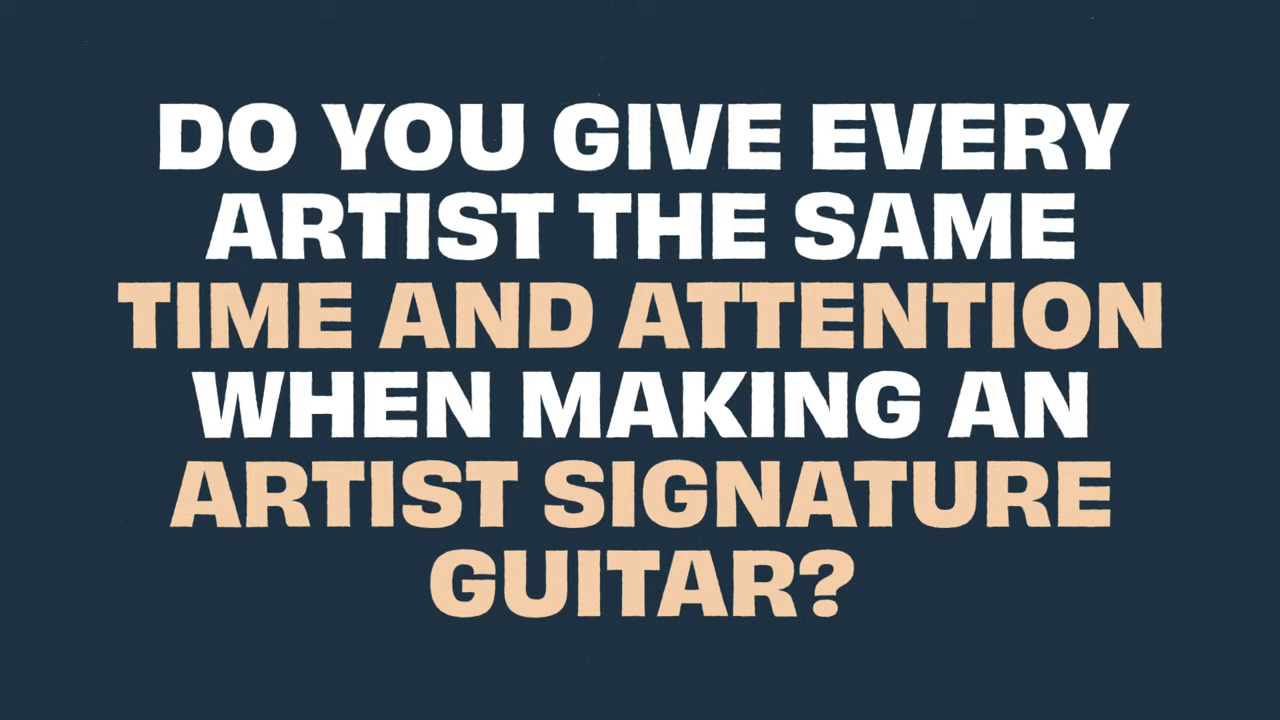 DO YOU GIVE EVERY
ARTIST THE SAME
TIME AND ATTENTION
WHEN MAKING AN
ARTIST SIGNATURE
GUITAR?